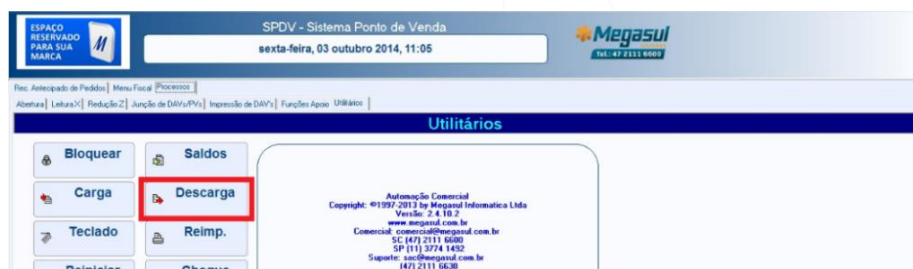 ESPAÇO
RESERVADO
PARA SUA
MARCA
M
SPDV - Sistema Ponto de Venda
sexta-feira, 03 outubro 2014, 11:05
Megasul
Tel.: 47 2111 6600
Rec. Antecipado de Pedidos | Menu Fiscal | Processos |
Abertura | Leitura X | Redução Z | Junção de DAVs/PVs | Impressão de DAV's | Funções Apoio | Utilitários |
Utilitários
Bloquear
Saldos
Carga
Descarga
Teclado
Reimp.
Reiniciar
Cheque
Automação Comercial
Copyright: ©1997-2013 by Megasul Informatica Ltda
Versão: 2.4.10.2
www.megasul.com.br
Comercial: comercial@megasul.com.br
SC (47) 2111 6600
SP (11) 3774 1492
Suporte: sac@megasul.com.br
(47) 2111 6630